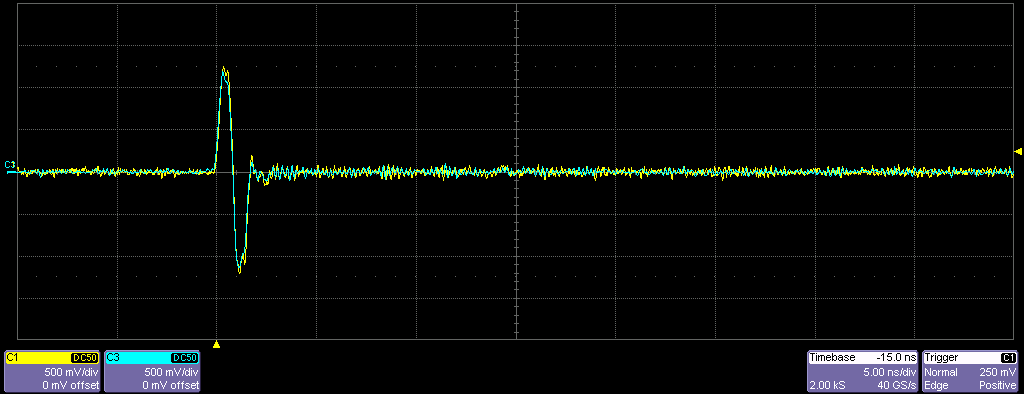 C3
C1 DC50
500 mV/div
0 mV offset
C3 DC50
500 mV/div
0 mV offset
Timebase -15.0 ns
5.00 ns/div
2.00 kS 40 GS/s
Trigger C1
Normal 250 mV
Edge Positive